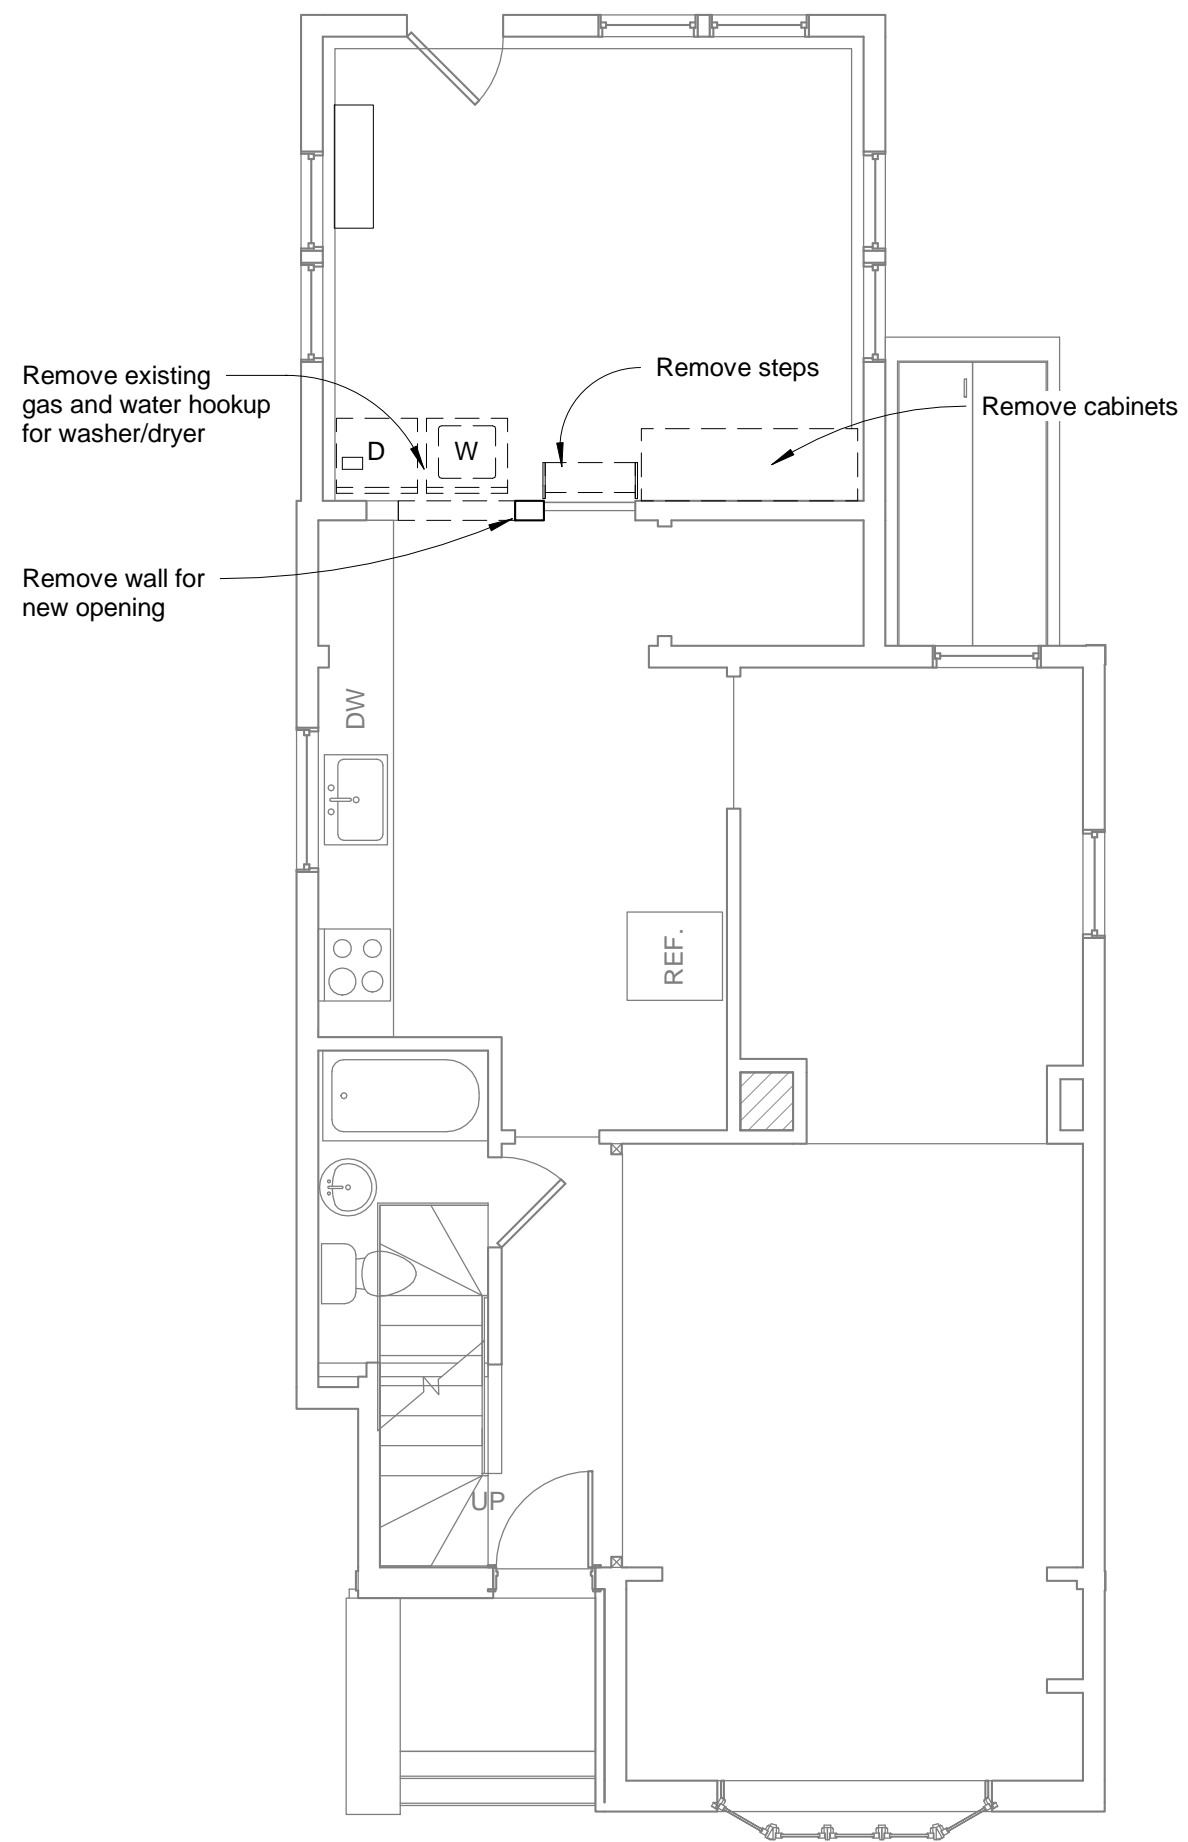 Remove existing
gas and water hookup
for washer/dryer
Remove steps
Remove cabinets
D
W
Remove wall for
new opening
DW
REF.
UP